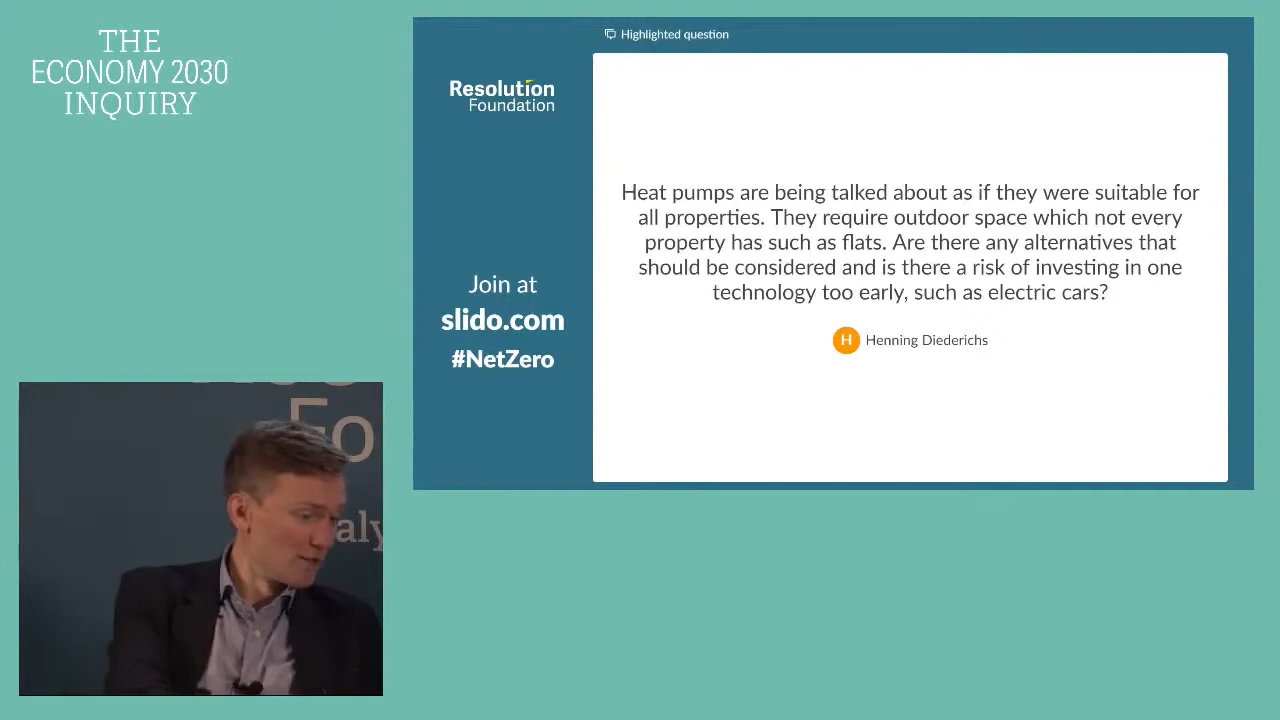 THE
ECONOMY 2030
INQUIRY
Highlighted question
Resolution
Foundation
Heat pumps are being talked about as if they were suitable for
all properties. They require outdoor space which not every
property has such as flats. Are there any alternatives that
should be considered and is there a risk of investing in one
technology too early, such as electric cars?
H Henning Diederichs
Join at
slido.com
#NetZero
Fo
aly